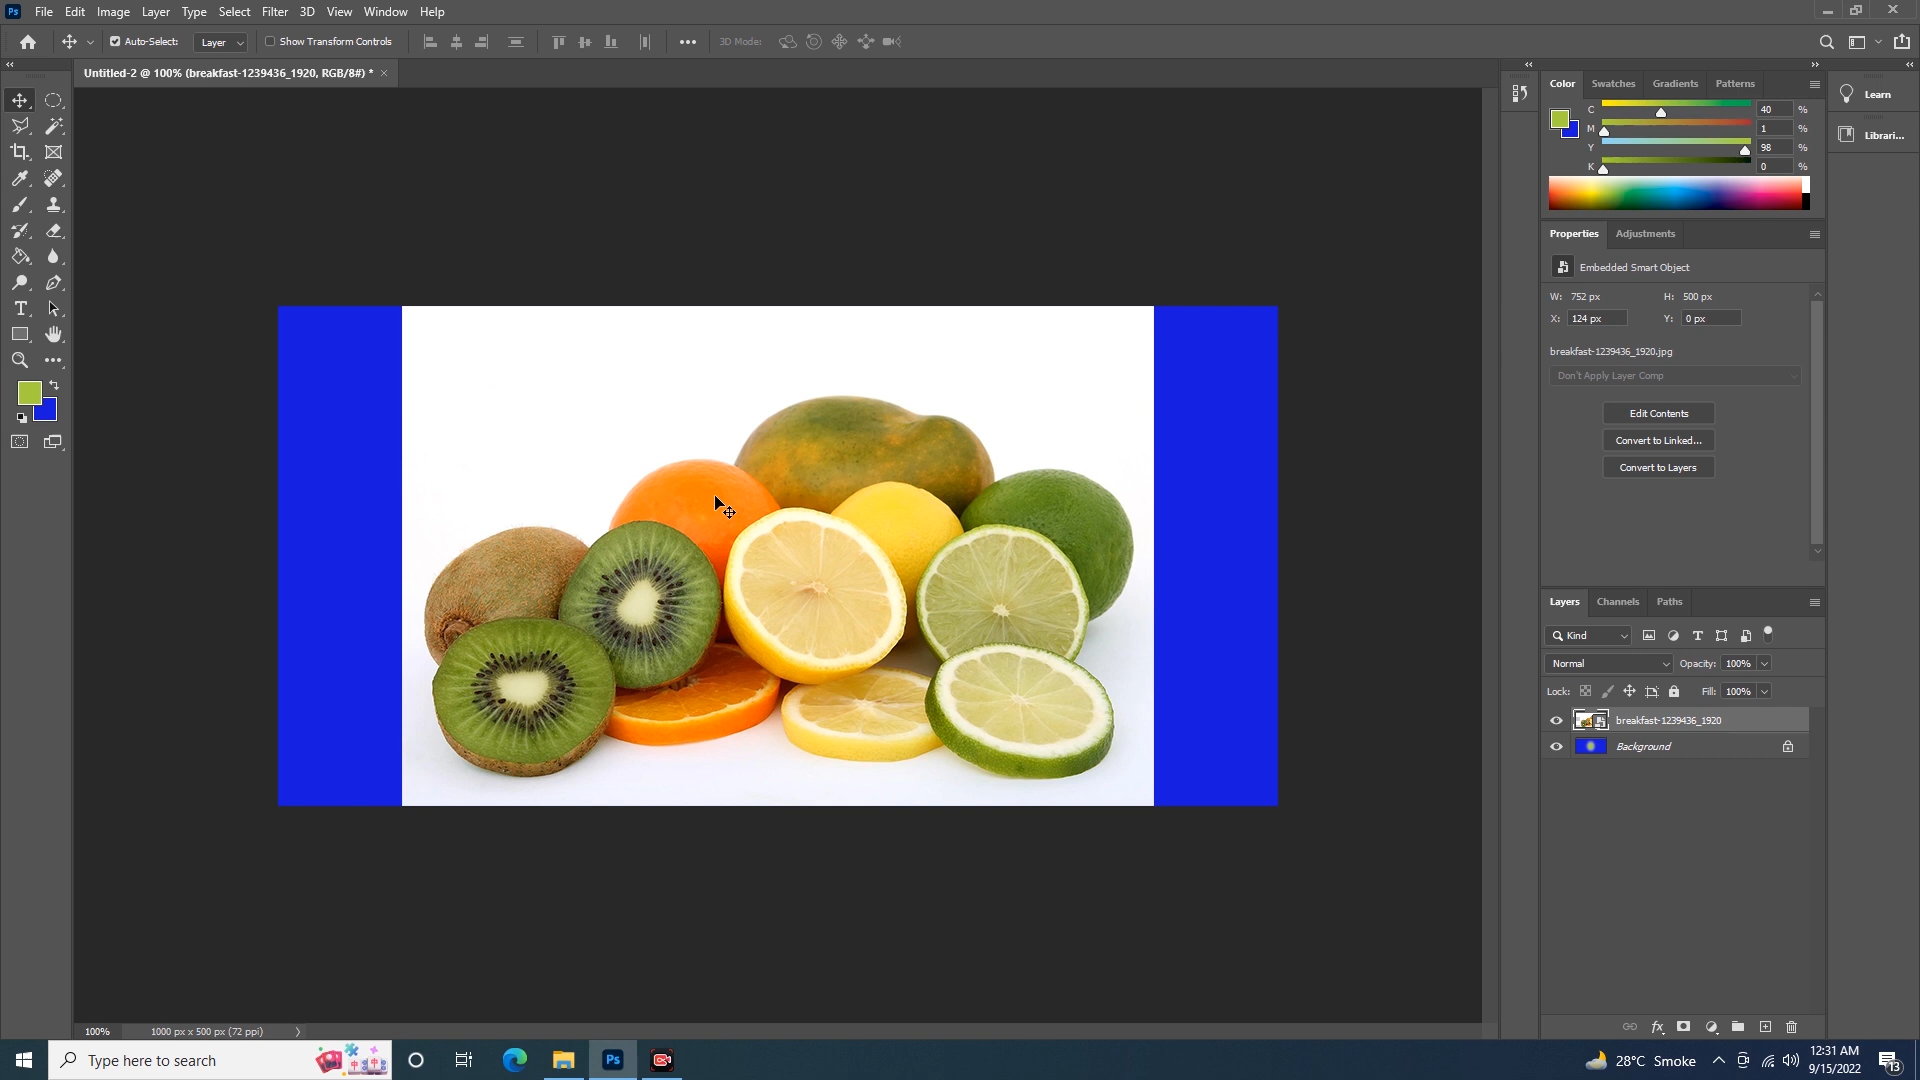 Ps File Edit Image Layer Type Select Filter 3D View Window Help
Auto-Select: Layer Show Transform Controls 3D Mode:
Untitled-2 @ 100% (breakfast-1239436_1920, RGB/8#) *
Color Swatches Gradients Patterns
C 40 %
M 1 %
Y 98 %
K 0 %
Learn
Librari...
Properties Adjustments
Embedded Smart Object
W: 752 px H: 500 px
X: 124 px Y: 0 px
breakfast-1239436_1920.jpg
Don't Apply Layer Comp
Edit Contents
Convert to Linked...
Convert to Layers
Layers Channels Paths
Kind
Normal Opacity: 100%
Lock: Fill: 100%
breakfast-1239436_1920
Background
100% 1000 px x 500 px (72 ppi)
Type here to search
Ps
28°C Smoke
12:31 AM
9/15/2022
13